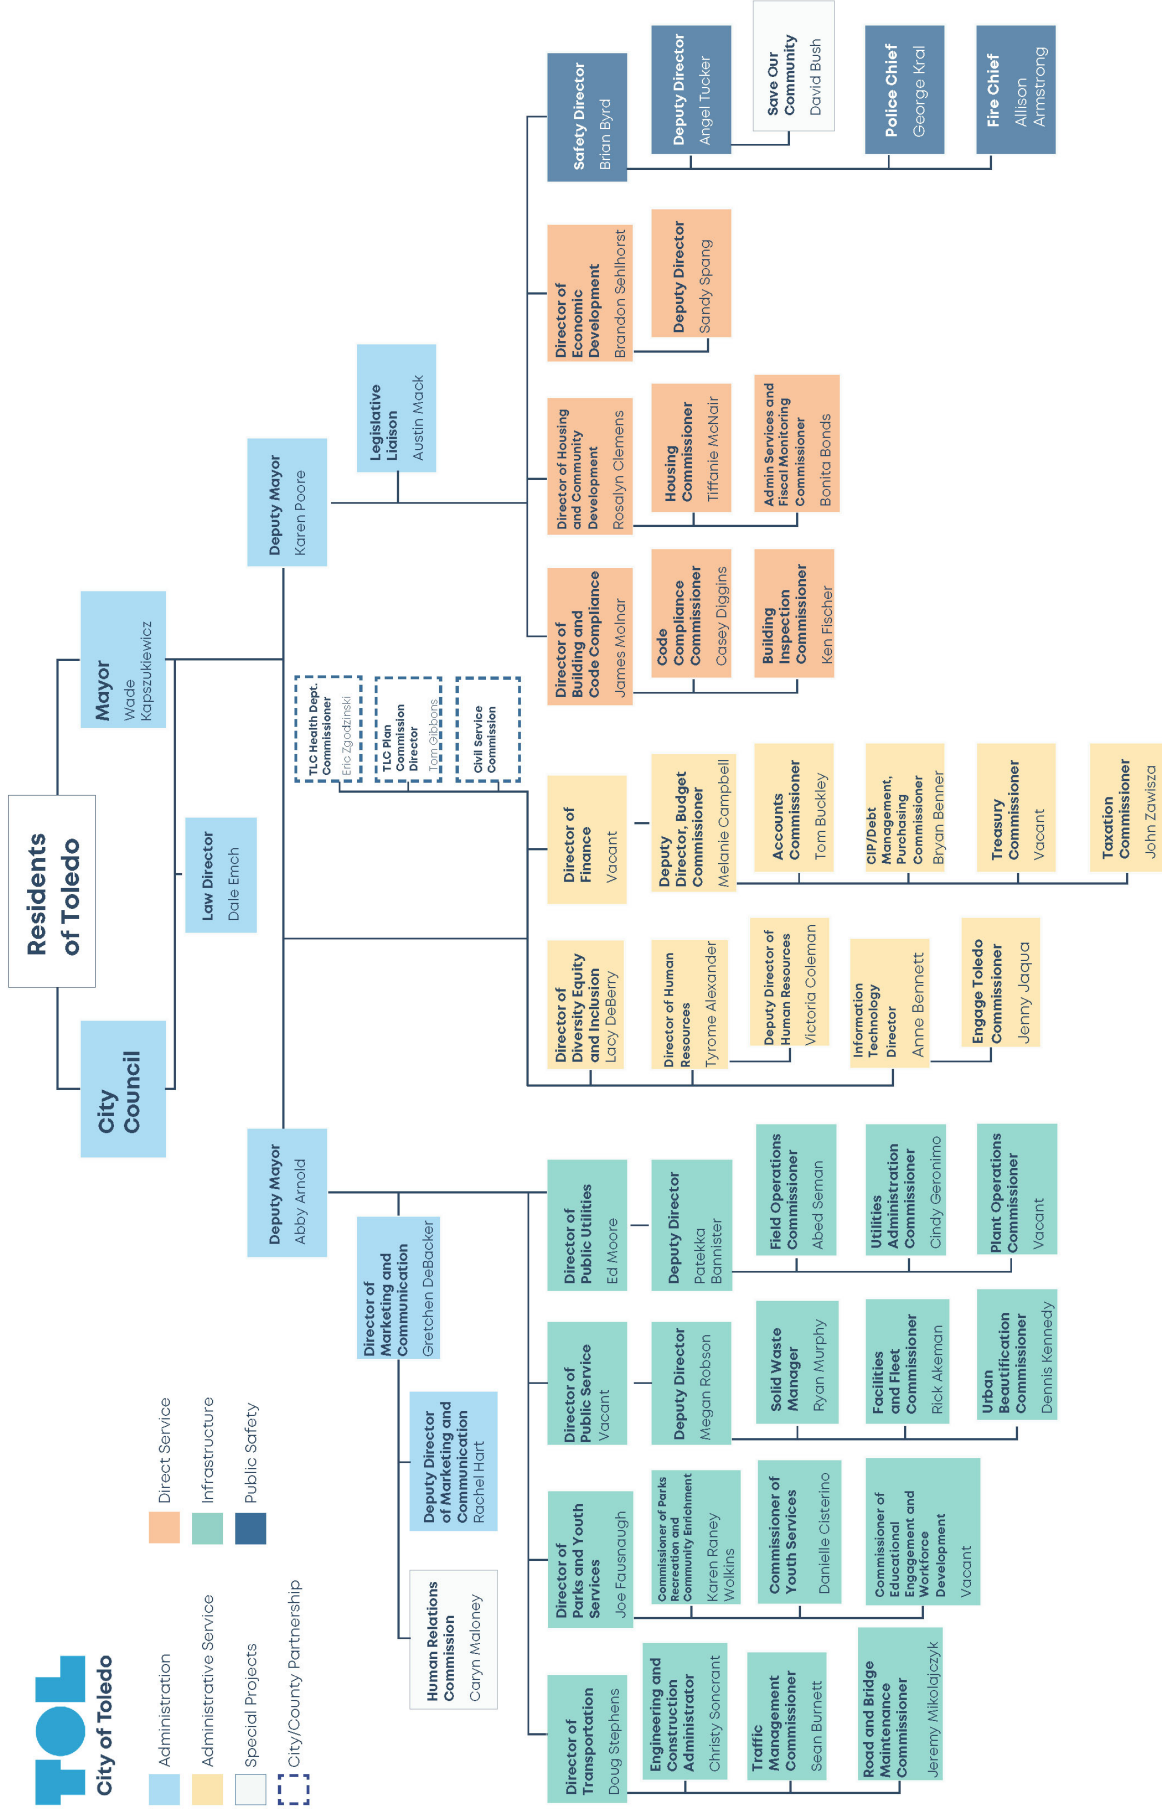 TOL
City of Toledo
Administration
Administrative Service
Special Projects
City/County Partnership
Direct Service
Infrastructure
Public Safety
Residents
of Toledo
City
Council
Mayor
Wade
Kapszukiewicz
Law Director
Dale Emch
Deputy Mayor
Abby Arnold
Deputy Mayor
Karen Poore
TLC Health Dept.
Commissioner
Eric Zgodzinski
TLC Plan
Commission
Director
Tom Gibbons
Civil Service
Commission
Director of
Marketing and
Communication
Gretchen DeBacker
Legislative
Liaison
Austin Mack
Human Relations
Commission
Caryn Maloney
Deputy Director
of Marketing and
Communication
Rachel Hart
Director of
Transportation
Doug Stephens
Engineering and
Construction
Administrator
Christy Soncrant
Traffic
Management
Commissioner
Sean Burnett
Road and Bridge
Maintenance
Commissioner
Jeremy Mikolajczyk
Director of
Parks and Youth
Services
Joe Fausnaugh
Commissioner of Parks
Recreation and
Community Enrichment
Karen Raney
Wolkins
Commissioner of
Youth Services
Danielle Cisterino
Commissioner of
Educational
Engagement and
Workforce
Development
Vacant
Director of
Public Service
Vacant
Deputy Director
Megan Robson
Solid Waste
Manager
Ryan Murphy
Facilities
and Fleet
Commissioner
Rick Akeman
Urban
Beautification
Commissioner
Dennis Kennedy
Director of
Public Utilities
Ed Moore
Deputy Director
Patekka
Bannister
Field Operations
Commissioner
Abed Seman
Utilities
Administration
Commissioner
Cindy Geronimo
Plant Operations
Commissioner
Vacant
Director of
Diversity Equity
and Inclusion
Lacy DeBerry
Director of Human
Resources
Tyrome Alexander
Deputy Director of
Human Resources
Victoria Coleman
Information
Technology
Director
Anne Bennett
Engage Toledo
Commissioner
Jenny Jaqua
Director of
Finance
Vacant
Deputy
Director, Budget
Commissioner
Melanie Campbell
Accounts
Commissioner
Tom Buckley
CIP/Debt
Management,
Purchasing
Commissioner
Bryan Benner
Treasury
Commissioner
Vacant
Taxation
Commissioner
John Zawisza
Director of
Building and
Code Compliance
James Molnar
Code
Compliance
Commissioner
Casey Diggins
Building
Inspection
Commissioner
Ken Fischer
Director of Housing
and Community
Development
Rosalyn Clemens
Housing
Commissioner
Tiffanie McNair
Admin Services and
Fiscal Monitoring
Commissioner
Bonita Bonds
Director of
Economic
Development
Brandon Sehlhorst
Deputy Director
Sandy Spang
Safety Director
Brian Byrd
Deputy Director
Angel Tucker
Save Our
Community
David Bush
Police Chief
George Kral
Fire Chief
Allison
Armstrong